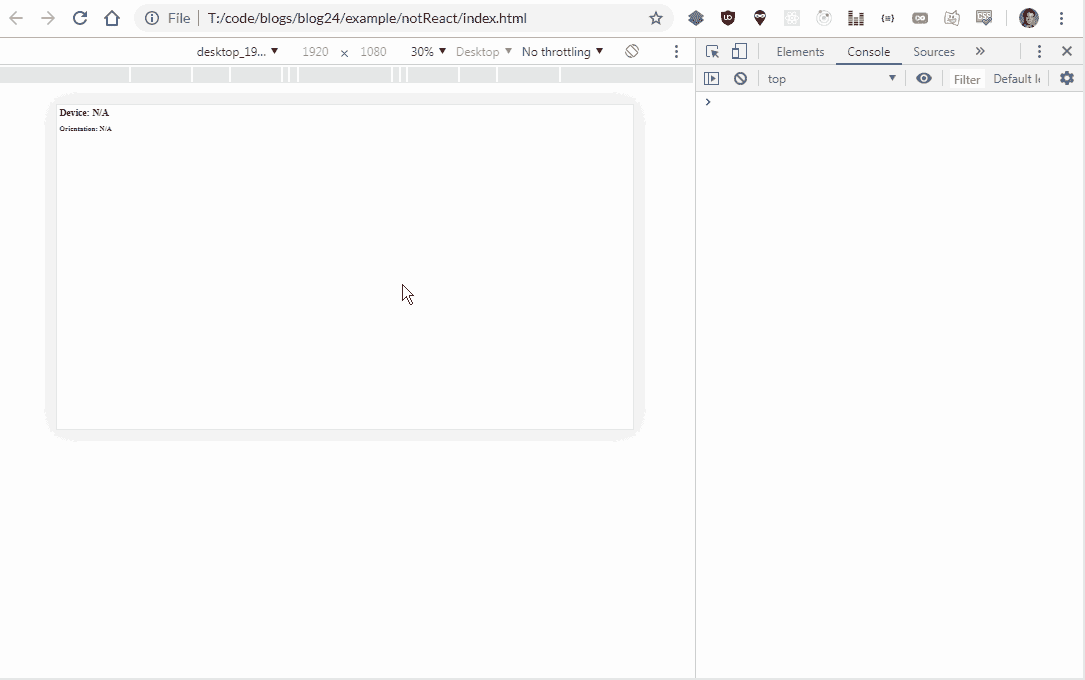 File T:/code/blogs/blog24/example/notReact/index.html
desktop_19... 1920 × 1080 30% Desktop No throttling
Elements Console Sources »
top Filter Default le
Device: N/A
Orientation: N/A